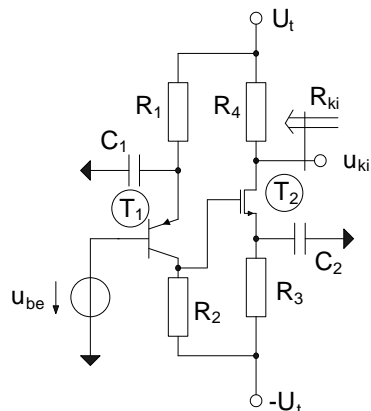 U_t
R_1
R_4
R_ki
C_1
u_ki
T_1
T_2
C_2
u_be
R_2
R_3
-U_t